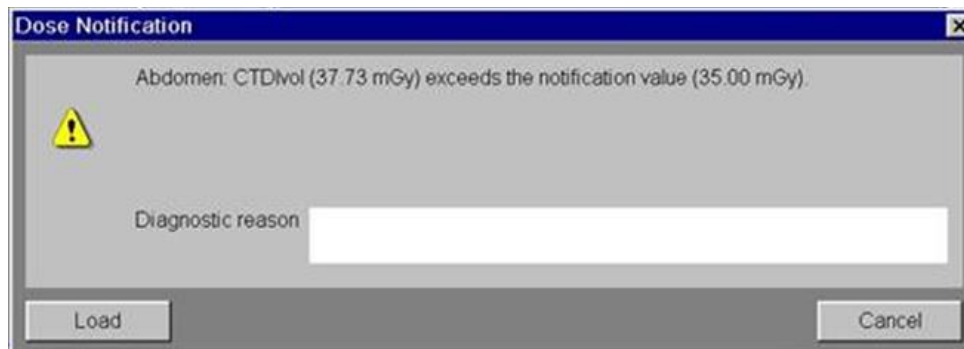 Dose Notification
Abdomen: CTDIvol (37.73 mGy) exceeds the notification value (35.00 mGy).
Diagnostic reason
Load
Cancel